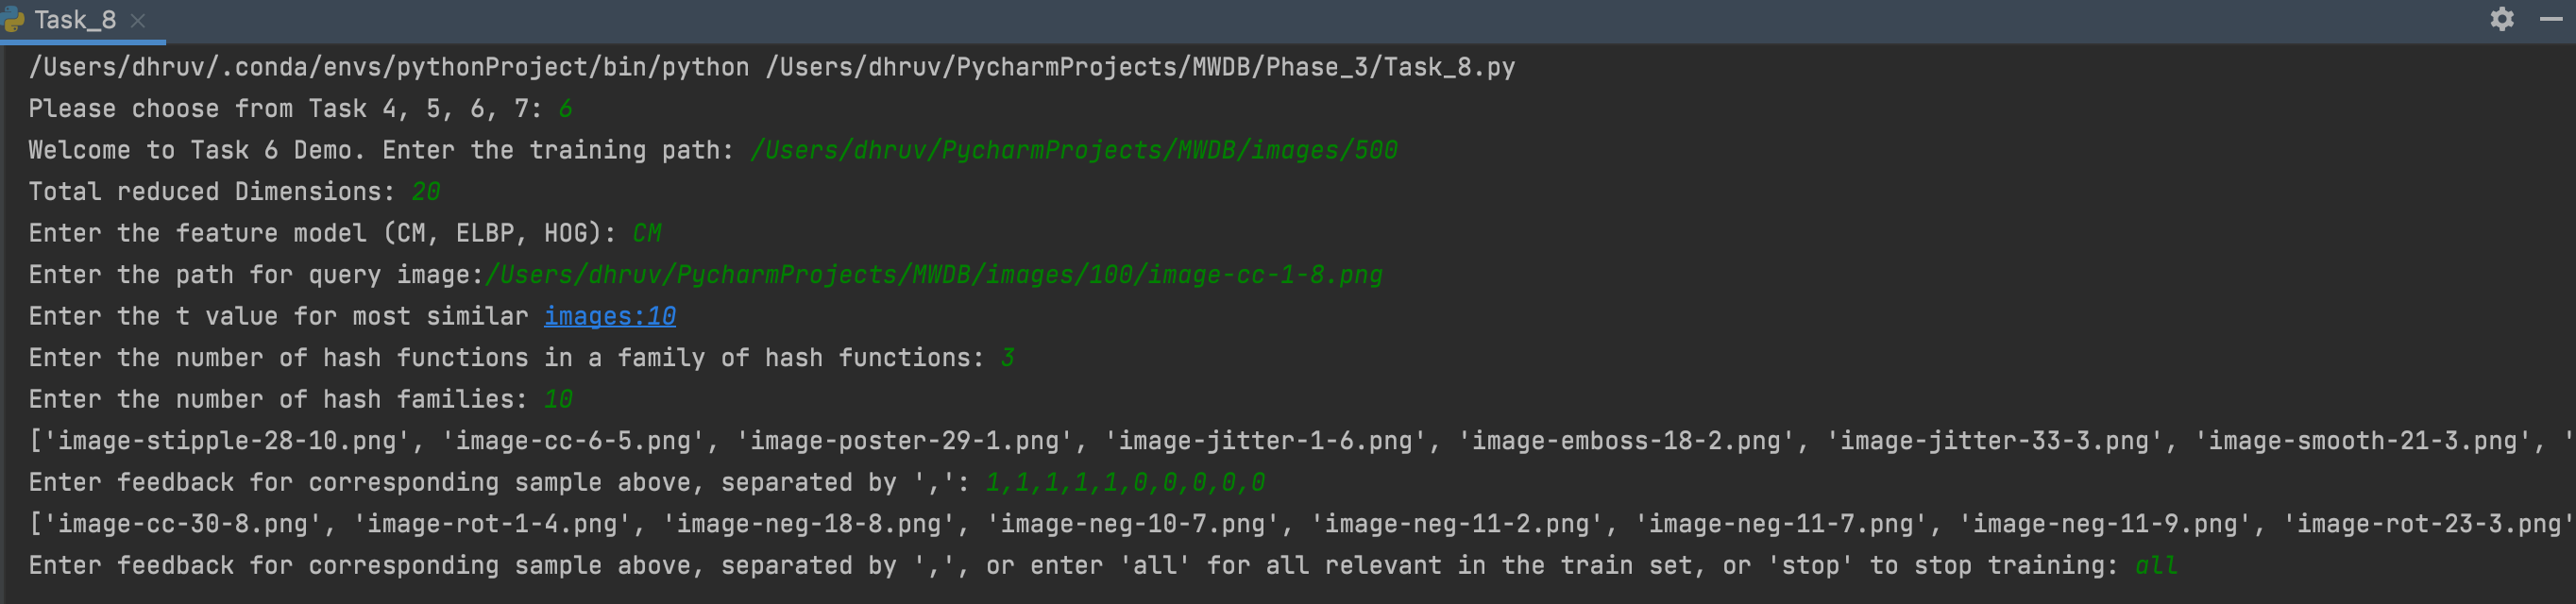 Task_8
/Users/dhruv/.conda/envs/pythonProject/bin/python /Users/dhruv/PycharmProjects/MWDB/Phase_3/Task_8.py
Please choose from Task 4, 5, 6, 7: 6
Welcome to Task 6 Demo. Enter the training path: /Users/dhruv/PycharmProjects/MWDB/images/500
Total reduced Dimensions: 20
Enter the feature model (CM, ELBP, HOG): CM
Enter the path for query image:/Users/dhruv/PycharmProjects/MWDB/images/100/image-cc-1-8.png
Enter the t value for most similar images:10
Enter the number of hash functions in a family of hash functions: 3
Enter the number of hash families: 10
['image-stipple-28-10.png', 'image-cc-6-5.png', 'image-poster-29-1.png', 'image-jitter-1-6.png', 'image-emboss-18-2.png', 'image-jitter-33-3.png', 'image-smooth-21-3.png', '
Enter feedback for corresponding sample above, separated by ',': 1,1,1,1,1,0,0,0,0,0
['image-cc-30-8.png', 'image-rot-1-4.png', 'image-neg-18-8.png', 'image-neg-10-7.png', 'image-neg-11-2.png', 'image-neg-11-7.png', 'image-neg-11-9.png', 'image-rot-23-3.png'
Enter feedback for corresponding sample above, separated by ',', or enter 'all' for all relevant in the train set, or 'stop' to stop training: all